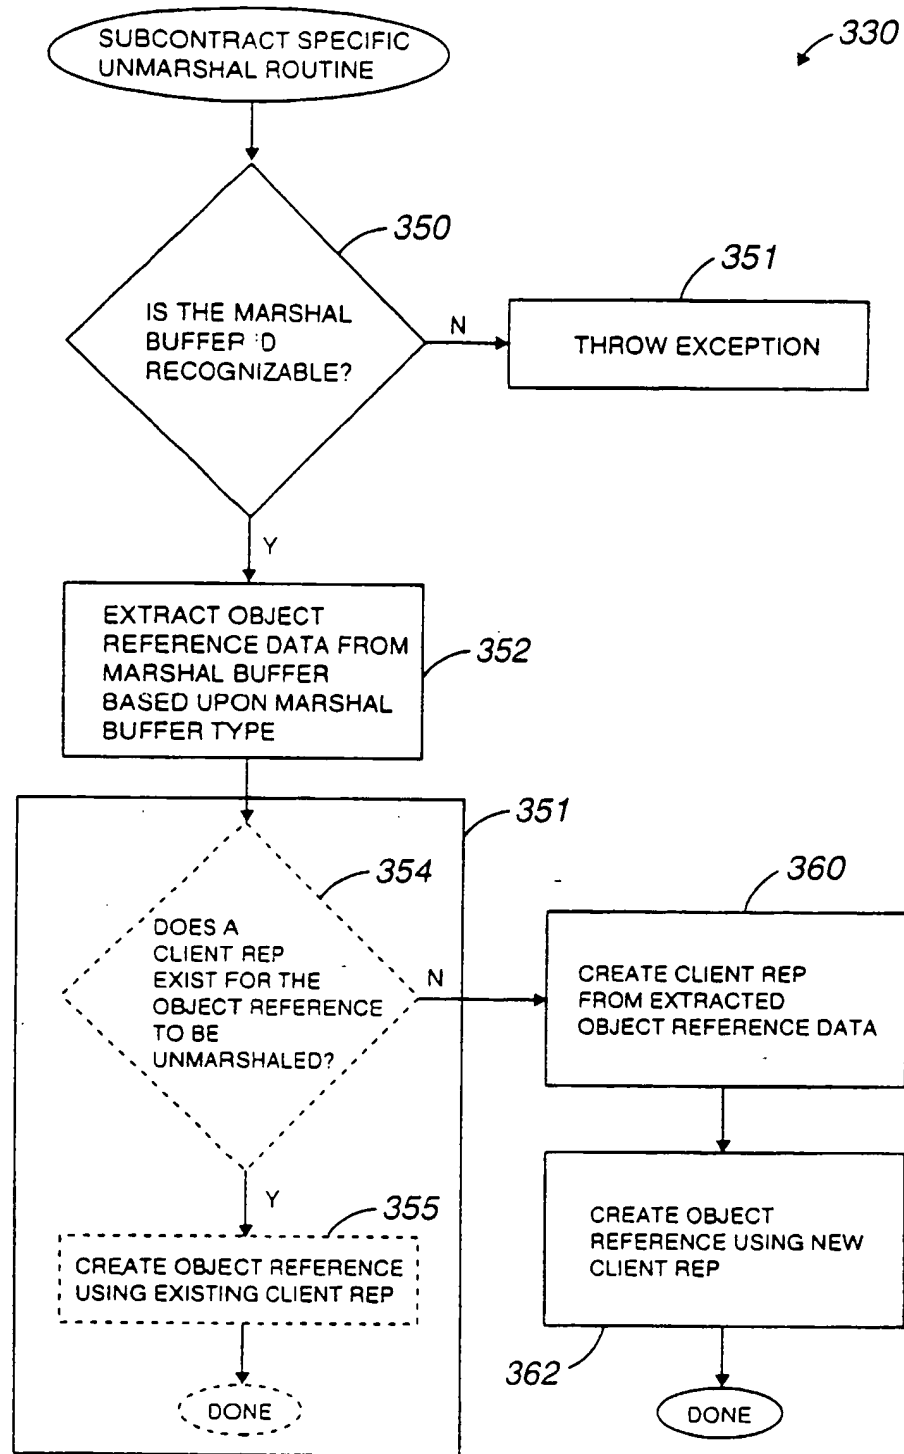 SUBCONTRACT SPECIFIC
UNMARSHAL ROUTINE
330
350
IS THE MARSHAL
BUFFER :D
RECOGNIZABLE?
N
351
THROW EXCEPTION
Y
EXTRACT OBJECT
REFERENCE DATA FROM
MARSHAL BUFFER
BASED UPON MARSHAL
BUFFER TYPE
352
351
354
DOES A
CLIENT REP
EXIST FOR THE
OBJECT REFERENCE
TO BE
UNMARSHALED?
N
360
CREATE CLIENT REP
FROM EXTRACTED
OBJECT REFERENCE DATA
Y
355
CREATE OBJECT REFERENCE
USING EXISTING CLIENT REP
CREATE OBJECT
REFERENCE USING NEW
CLIENT REP
362
DONE
DONE